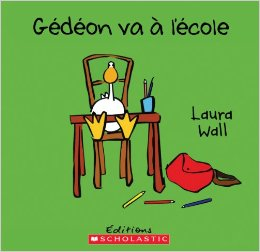 Gédéon va à l'école
Laura
Wall
Éditions
SCHOLASTIC